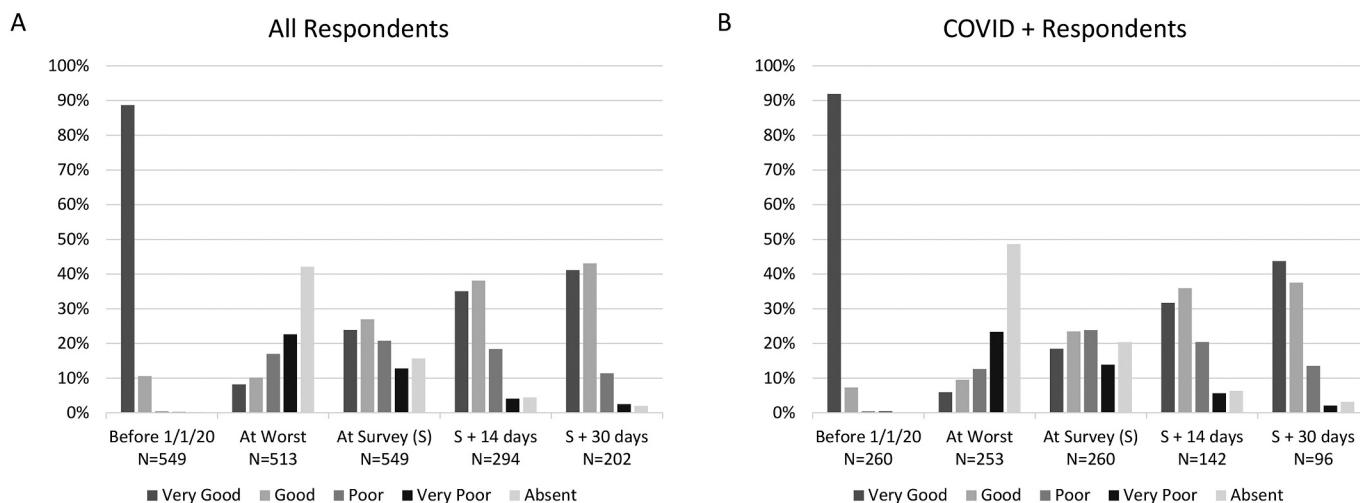 A
All Respondents
100%
90%
80%
70%
60%
50%
40%
30%
20%
10%
0%
Before 1/1/20
N=549
At Worst
N=513
At Survey (S)
N=549
S + 14 days
N=294
S + 30 days
N=202
Very Good
Good
Poor
Very Poor
Absent
B
COVID + Respondents
100%
90%
80%
70%
60%
50%
40%
30%
20%
10%
0%
Before 1/1/20
N=260
At Worst
N=253
At Survey (S)
N=260
S + 14 days
N=142
S + 30 days
N=96
Very Good
Good
Poor
Very Poor
Absent